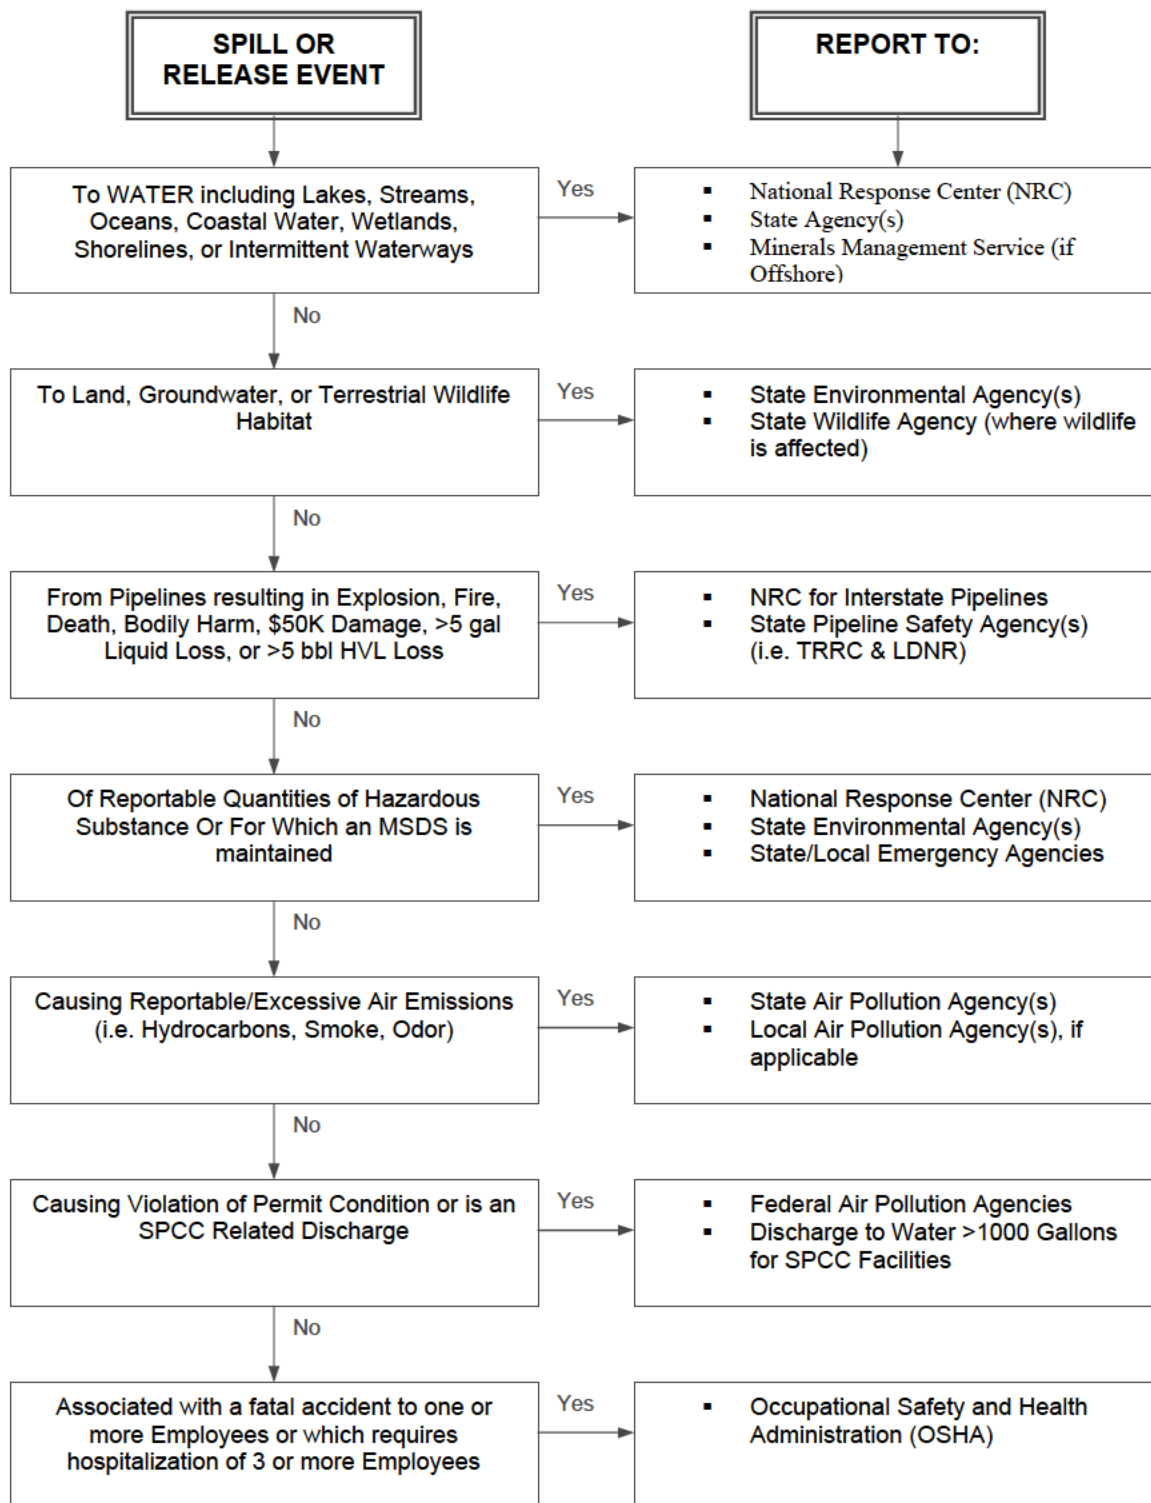 SPILL OR
RELEASE EVENT
REPORT TO:
To WATER including Lakes, Streams,
Oceans, Coastal Water, Wetlands,
Shorelines, or Intermittent Waterways
Yes
▪ National Response Center (NRC)
▪ State Agency(s)
▪ Minerals Management Service (if
Offshore)
No
To Land, Groundwater, or Terrestrial Wildlife
Habitat
Yes
▪ State Environmental Agency(s)
▪ State Wildlife Agency (where wildlife
is affected)
No
From Pipelines resulting in Explosion, Fire,
Death, Bodily Harm, $50K Damage, >5 gal
Liquid Loss, or >5 bbl HVL Loss
Yes
▪ NRC for Interstate Pipelines
▪ State Pipeline Safety Agency(s)
(i.e. TRRC & LDNR)
No
Of Reportable Quantities of Hazardous
Substance Or For Which an MSDS is
maintained
Yes
▪ National Response Center (NRC)
▪ State Environmental Agency(s)
▪ State/Local Emergency Agencies
No
Causing Reportable/Excessive Air Emissions
(i.e. Hydrocarbons, Smoke, Odor)
Yes
▪ State Air Pollution Agency(s)
▪ Local Air Pollution Agency(s), if
applicable
No
Causing Violation of Permit Condition or is an
SPCC Related Discharge
Yes
▪ Federal Air Pollution Agencies
▪ Discharge to Water >1000 Gallons
for SPCC Facilities
No
Associated with a fatal accident to one or
more Employees or which requires
hospitalization of 3 or more Employees
Yes
▪ Occupational Safety and Health
Administration (OSHA)